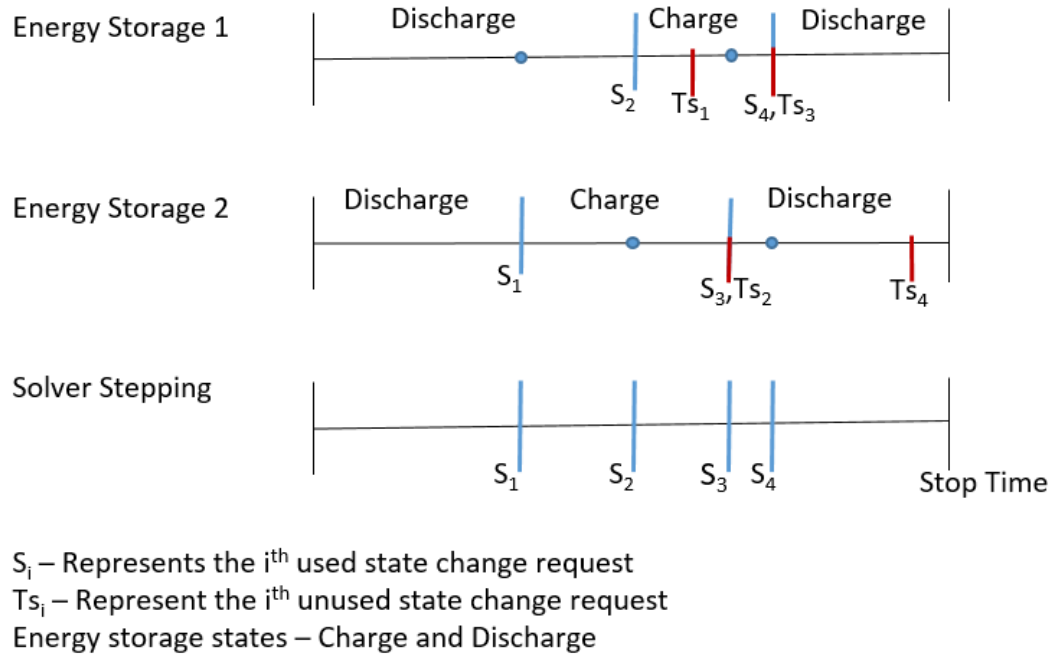 Energy Storage 1
Discharge
Charge
Discharge
S₂
Ts₁
S₄,Ts₃
Energy Storage 2
Discharge
Charge
Discharge
S₁
S₃,Ts₂
Ts₄
Solver Stepping
S₁
S₂
S₃
S₄
Stop Time
Sᵢ – Represents the iᵗʰ used state change request
Tsᵢ – Represent the iᵗʰ unused state change request
Energy storage states – Charge and Discharge